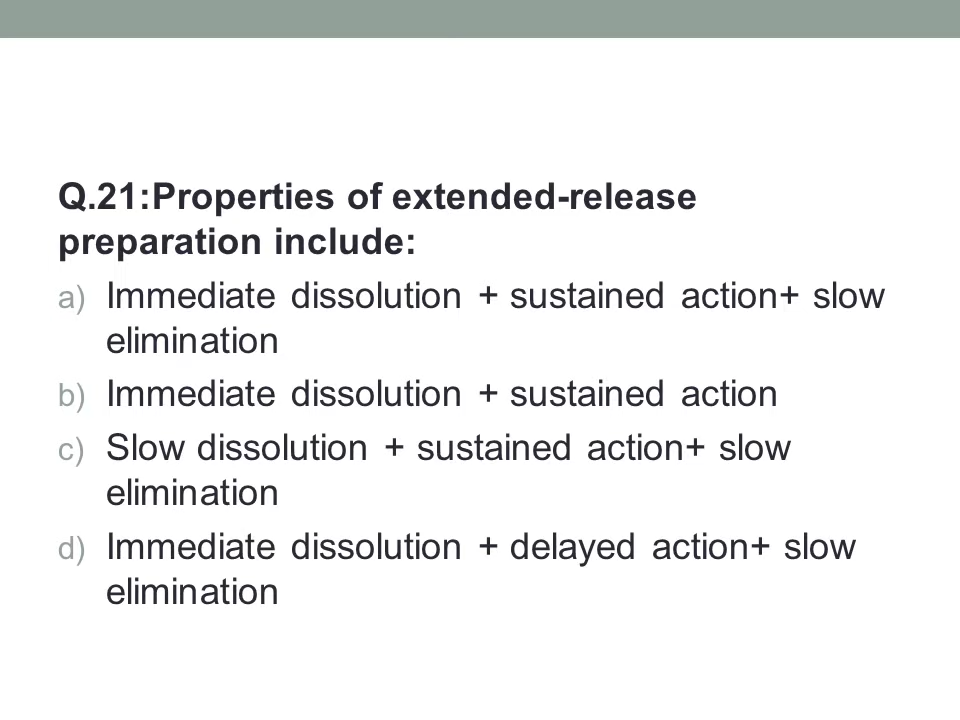 Q.21:Properties of extended-release
preparation include:
a) Immediate dissolution + sustained action+ slow
elimination
b) Immediate dissolution + sustained action
c) Slow dissolution + sustained action+ slow
elimination
d) Immediate dissolution + delayed action+ slow
elimination